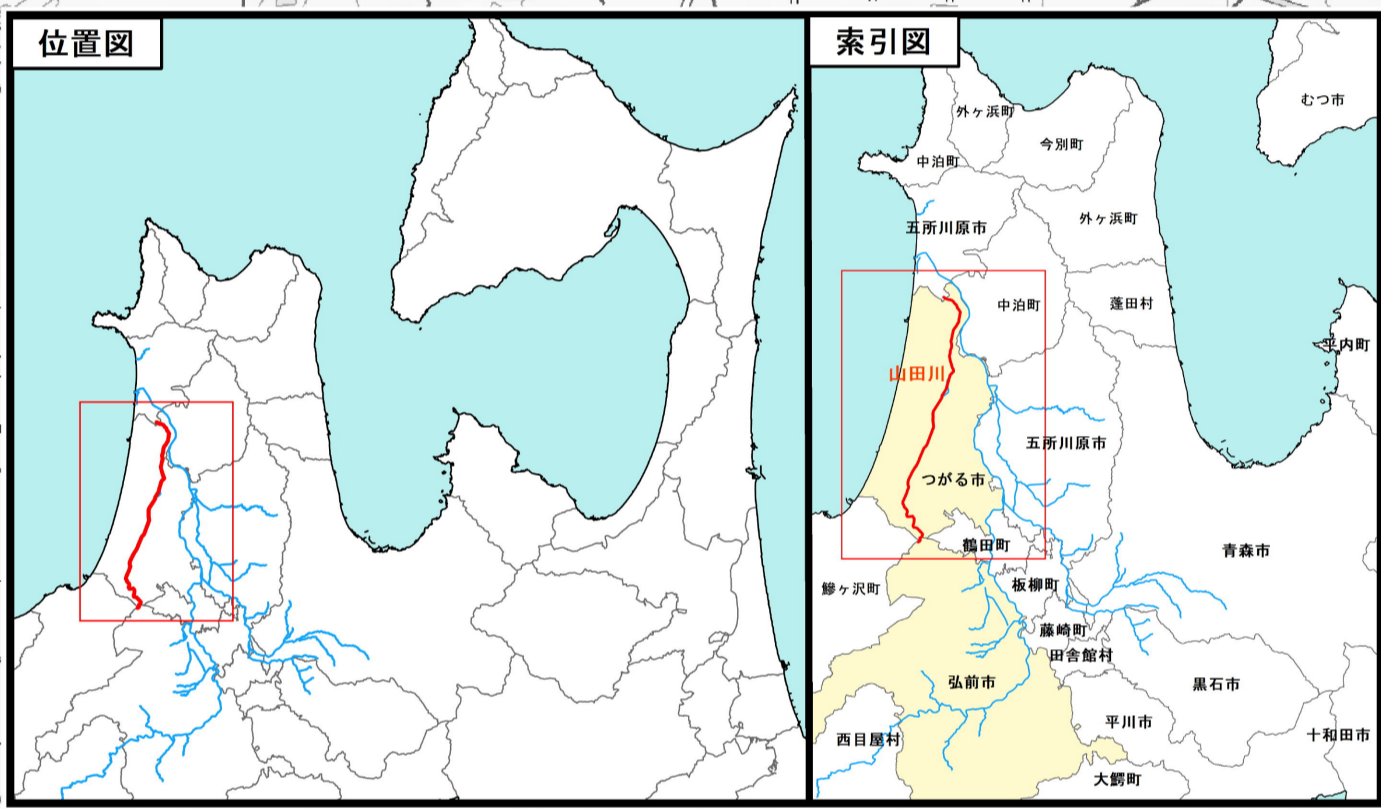 位置図
索引図
むつ市
外ヶ浜町
今別町
中泊町
外ヶ浜町
五所川原市
中泊町
蓬田村
平内町
山田川
五所川原市
つがる市
鶴田町
青森市
鰺ヶ沢町
板柳町
藤崎町
田舎館村
弘前市
黒石市
平川市
西目屋村
十和田市
大鰐町